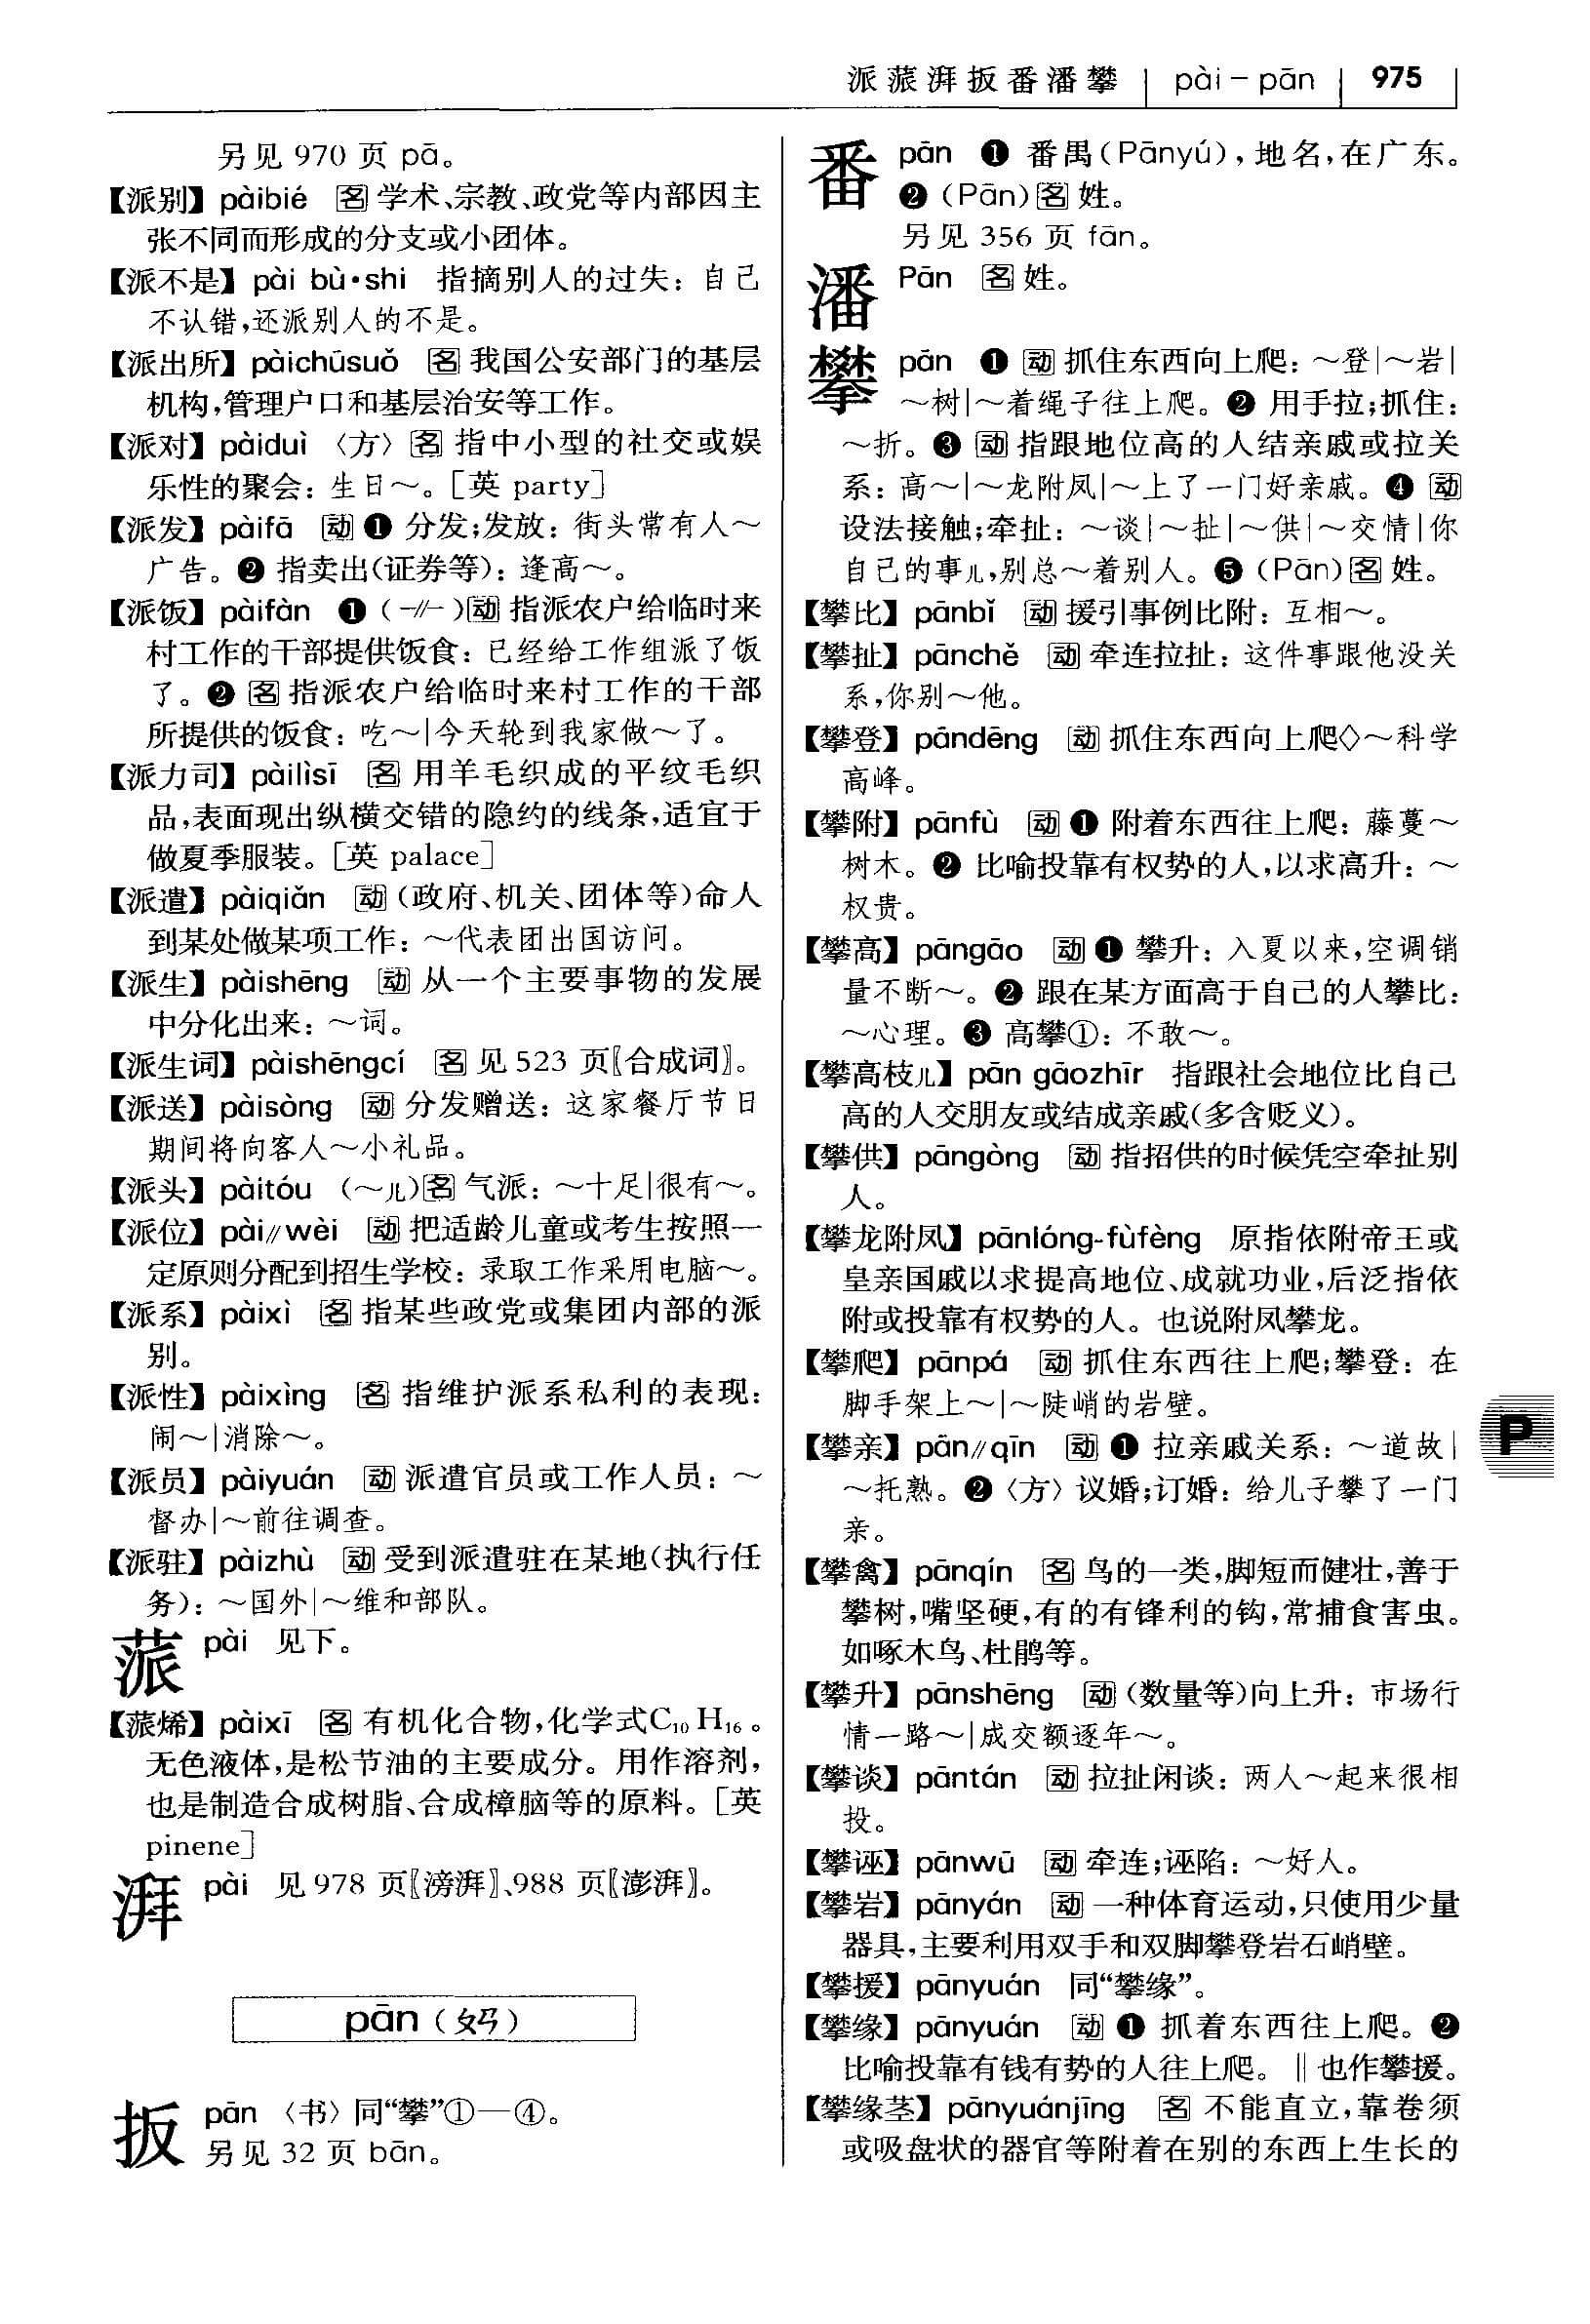 派蒎湃扳番潘攀 | pài－pān | 975
另见 970 页 pā。
【派别】pàibié 名 学术、宗教、政党等内部因主
张不同而形成的分支或小团体。
【派不是】pài bù·shi 指摘别人的过失：自己
不认错，还派别人的不是。
【派出所】pàichūsuǒ 名 我国公安部门的基层
机构，管理户口和基层治安等工作。
【派对】pàiduì 〈方〉名 指中小型的社交或娱
乐性的聚会：生日～。［英 party］
【派发】pàifā 动 ❶ 分发；发放：街头常有人～
广告。❷ 指卖出（证券等）：逢高～。
【派饭】pàifàn ❶（－//－）动 指派农户给临时来
村工作的干部提供饭食：已经给工作组派了饭
了。❷ 名 指派农户给临时来村工作的干部
所提供的饭食：吃～|今天轮到我家做～了。
【派力司】pàilìsī 名 用羊毛织成的平纹毛织
品，表面现出纵横交错的隐约的线条，适宜于
做夏季服装。［英 palace］
【派遣】pàiqiǎn 动（政府、机关、团体等）命人
到某处做某项工作：～代表团出国访问。
【派生】pàishēng 动 从一个主要事物的发展
中分化出来：～词。
【派生词】pàishēngcí 名 见 523 页〖合成词〗。
【派送】pàisòng 动 分发赠送：这家餐厅节日
期间将向客人～小礼品。
【派头】pàitóu （～儿）名 气派：～十足|很有～。
【派位】pài//wèi 动 把适龄儿童或考生按照一
定原则分配到招生学校：录取工作采用电脑～。
【派系】pàixì 名 指某些政党或集团内部的派
别。
【派性】pàixìng 名 指维护派系私利的表现：
闹～|消除～。
【派员】pàiyuán 动 派遣官员或工作人员：～
督办|～前往调查。
【派驻】pàizhù 动 受到派遣驻在某地（执行任
务）：～国外|～维和部队。
蒎 pài 见下。
【蒎烯】pàixī 名 有机化合物，化学式C₁₀H₁₆。
无色液体，是松节油的主要成分。用作溶剂，
也是制造合成树脂、合成樟脑等的原料。［英
pinene］
湃 pài 见 978 页〖滂湃〗、988 页〖澎湃〗。
pān（ㄆㄢ）
扳 pān 〈书〉同“攀”①—④。
另见 32 页 bān。
番 pān ❶ 番禺（Pānyú），地名，在广东。
❷（Pān）名 姓。
另见 356 页 fān。
潘 Pān 名 姓。
攀 pān ❶ 动 抓住东西向上爬：～登|～岩|
～树|～着绳子往上爬。❷ 用手拉；抓住：
～折。❸ 动 指跟地位高的人结亲戚或拉关
系：高～|～龙附凤|～上了一门好亲戚。❹ 动
设法接触；牵扯：～谈|～扯|～供|～交情|你
自己的事儿，别总～着别人。❺（Pān）名 姓。
【攀比】pānbǐ 动 援引事例比附：互相～。
【攀扯】pānchě 动 牵连拉扯：这件事跟他没关
系，你别～他。
【攀登】pāndēng 动 抓住东西向上爬◇～科学
高峰。
【攀附】pānfù 动 ❶ 附着东西往上爬：藤蔓～
树木。❷ 比喻投靠有权势的人，以求高升：～
权贵。
【攀高】pāngāo 动 ❶ 攀升：入夏以来，空调销
量不断～。❷ 跟在某方面高于自己的人攀比：
～心理。❸ 高攀①：不敢～。
【攀高枝儿】pān gāozhīr 指跟社会地位比自己
高的人交朋友或结成亲戚（多含贬义）。
【攀供】pāngòng 动 指招供的时候凭空牵扯别
人。
【攀龙附凤】pānlóng-fùfèng 原指依附帝王或
皇亲国戚以求提高地位、成就功业，后泛指依
附或投靠有权势的人。也说附凤攀龙。
【攀爬】pānpá 动 抓住东西往上爬；攀登：在
脚手架上～|～陡峭的岩壁。
【攀亲】pān//qīn 动 ❶ 拉亲戚关系：～道故|
～托熟。❷〈方〉议婚；订婚：给儿子攀了一门
亲。
【攀禽】pānqín 名 鸟的一类，脚短而健壮，善于
攀树，嘴坚硬，有的有锋利的钩，常捕食害虫。
如啄木鸟、杜鹃等。
【攀升】pānshēng 动（数量等）向上升：市场行
情一路～|成交额逐年～。
【攀谈】pāntán 动 拉扯闲谈：两人～起来很相
投。
【攀诬】pānwū 动 牵连；诬陷：～好人。
【攀岩】pānyán 动 一种体育运动，只使用少量
器具，主要利用双手和双脚攀登岩石峭壁。
【攀援】pānyuán 同“攀缘”。
【攀缘】pānyuán 动 ❶ 抓着东西往上爬。❷
比喻投靠有钱有势的人往上爬。‖也作攀援。
【攀缘茎】pānyuánjīng 名 不能直立，靠卷须
或吸盘状的器官等附着在别的东西上生长的
P